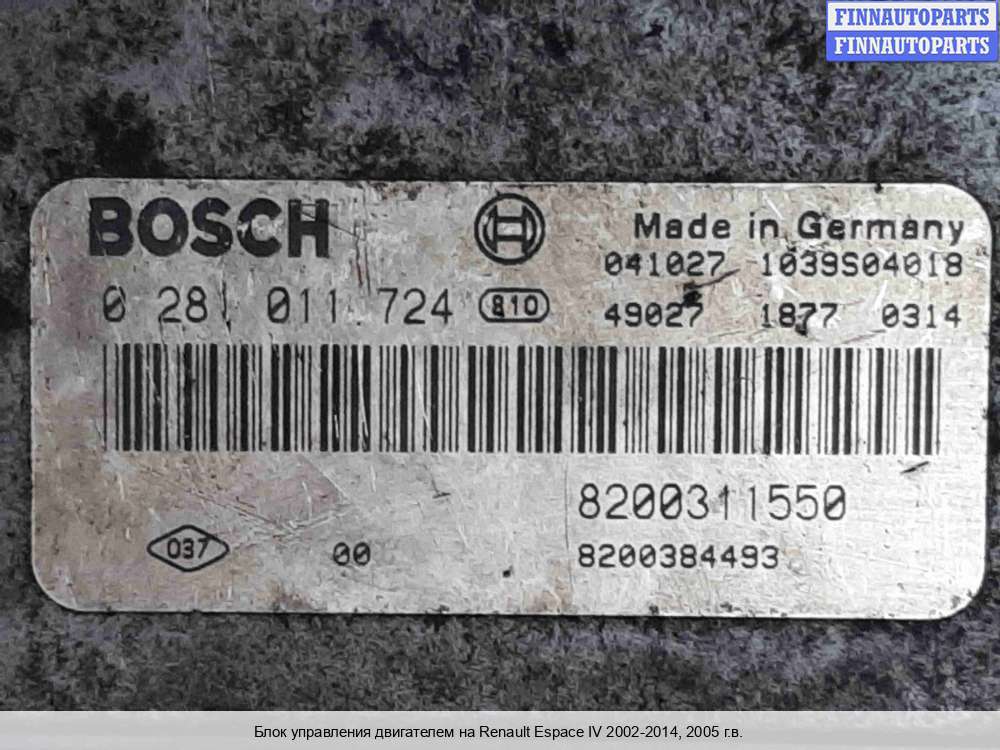 FINNAUTOPARTS
FINNAUTOPARTS
BOSCH
Made in Germany
041027 1039S04018
0 281 011 724 810
49027 1877 0314
8200311550
037 00
8200384493
Блок управления двигателем на Renault Espace IV 2002-2014, 2005 г.в.